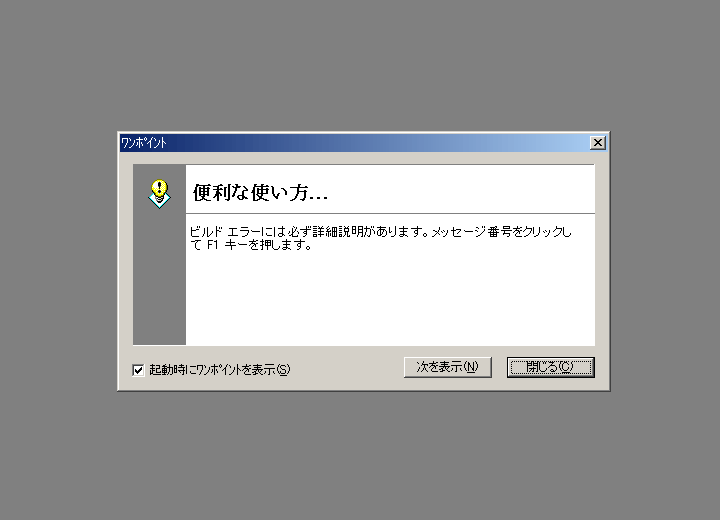 ワンポイント
便利な使い方...
ビルド エラーには必ず詳細説明があります。メッセージ番号をクリックし
て F1 キーを押します。
起動時にワンポイントを表示(S)
次を表示(N)
閉じる(C)